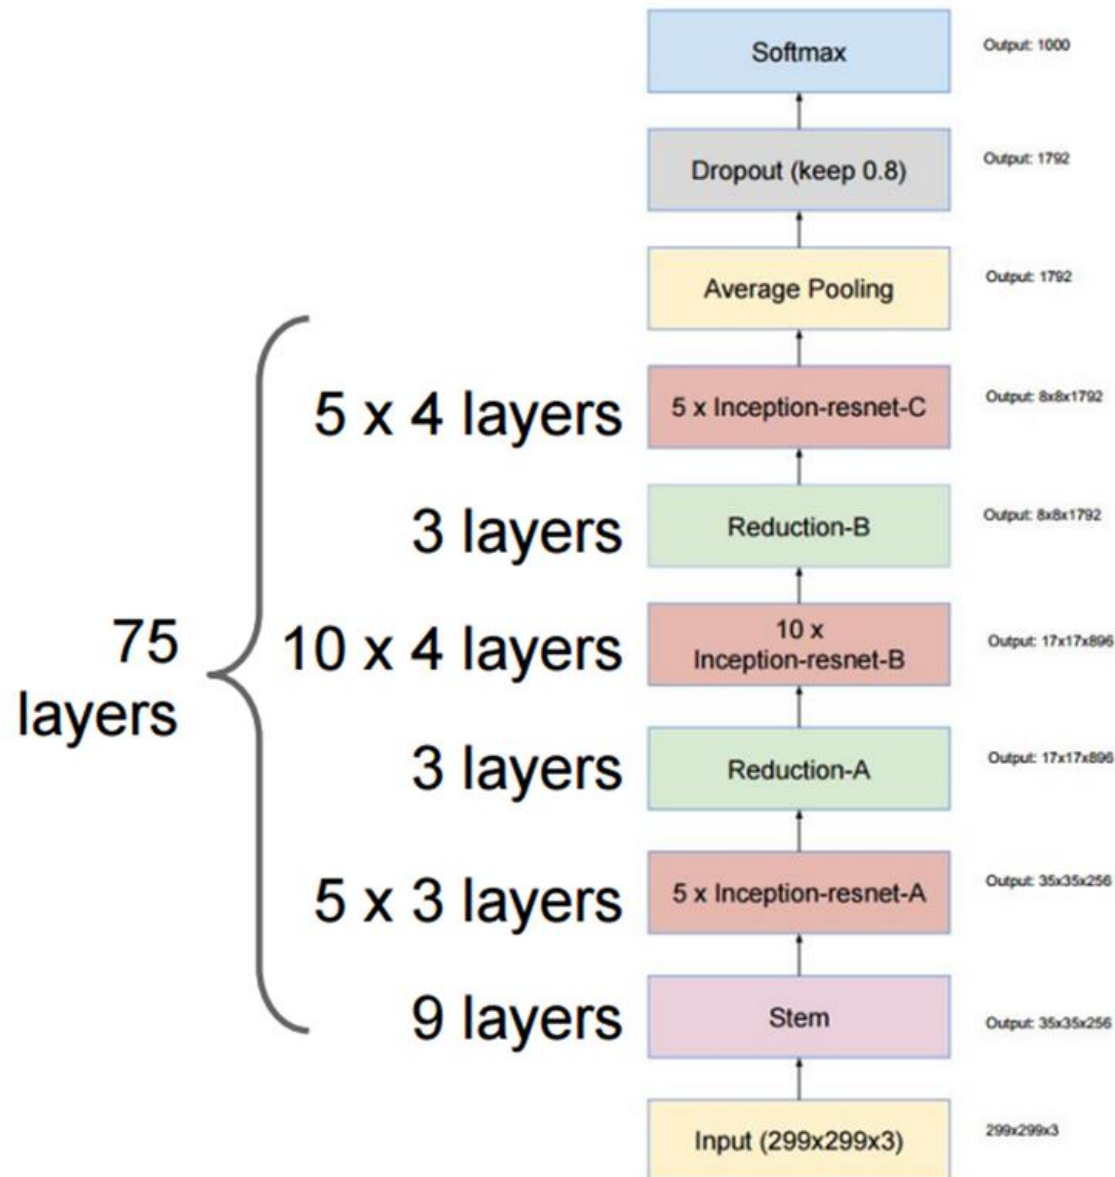 Softmax
Output: 1000
Dropout (keep 0.8)
Output: 1792
Average Pooling
Output: 1792
5 x 4 layers
5 x Inception-resnet-C
Output: 8x8x1792
3 layers
Reduction-B
Output: 8x8x1792
75
layers
10 x 4 layers
10 x
Inception-resnet-B
Output: 17x17x896
3 layers
Reduction-A
Output: 17x17x896
5 x 3 layers
5 x Inception-resnet-A
Output: 35x35x256
9 layers
Stem
Output: 35x35x256
Input (299x299x3)
299x299x3